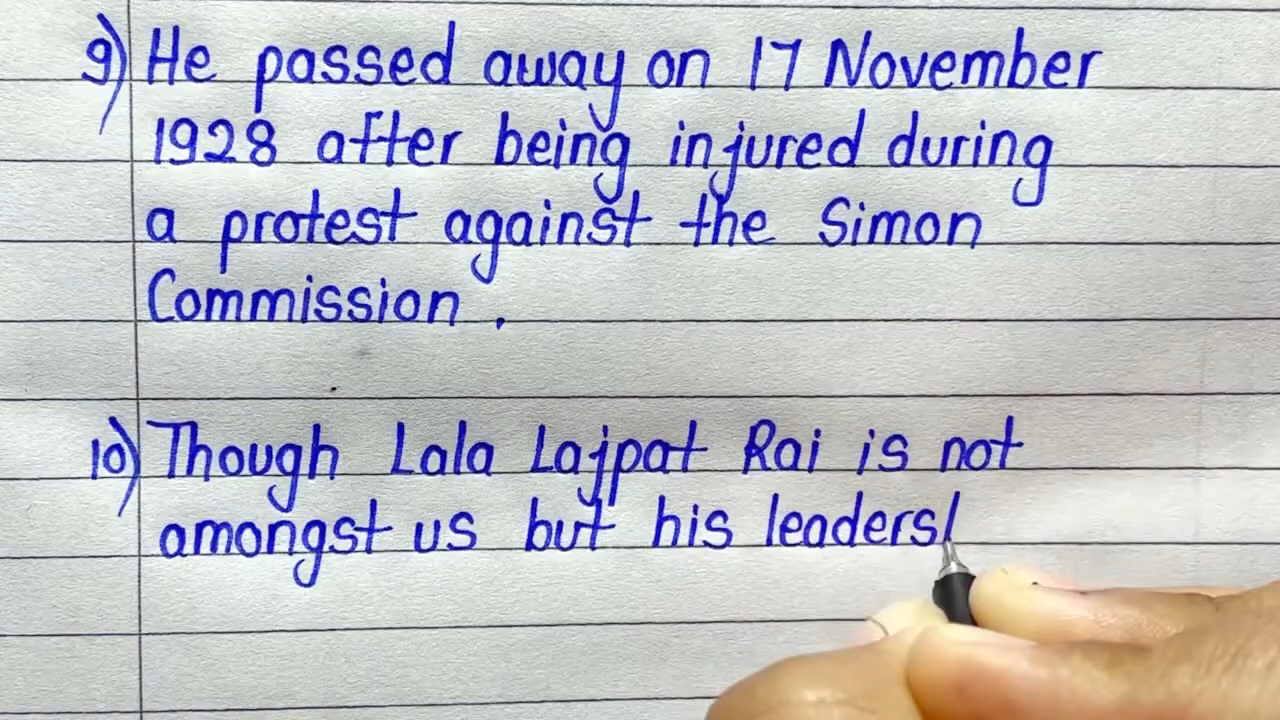 9) He passed away on 17 November
1928 after being injured during
a protest against the Simon
Commission.
10) Though Lala Lajpat Rai is not
amongst us but his leaders